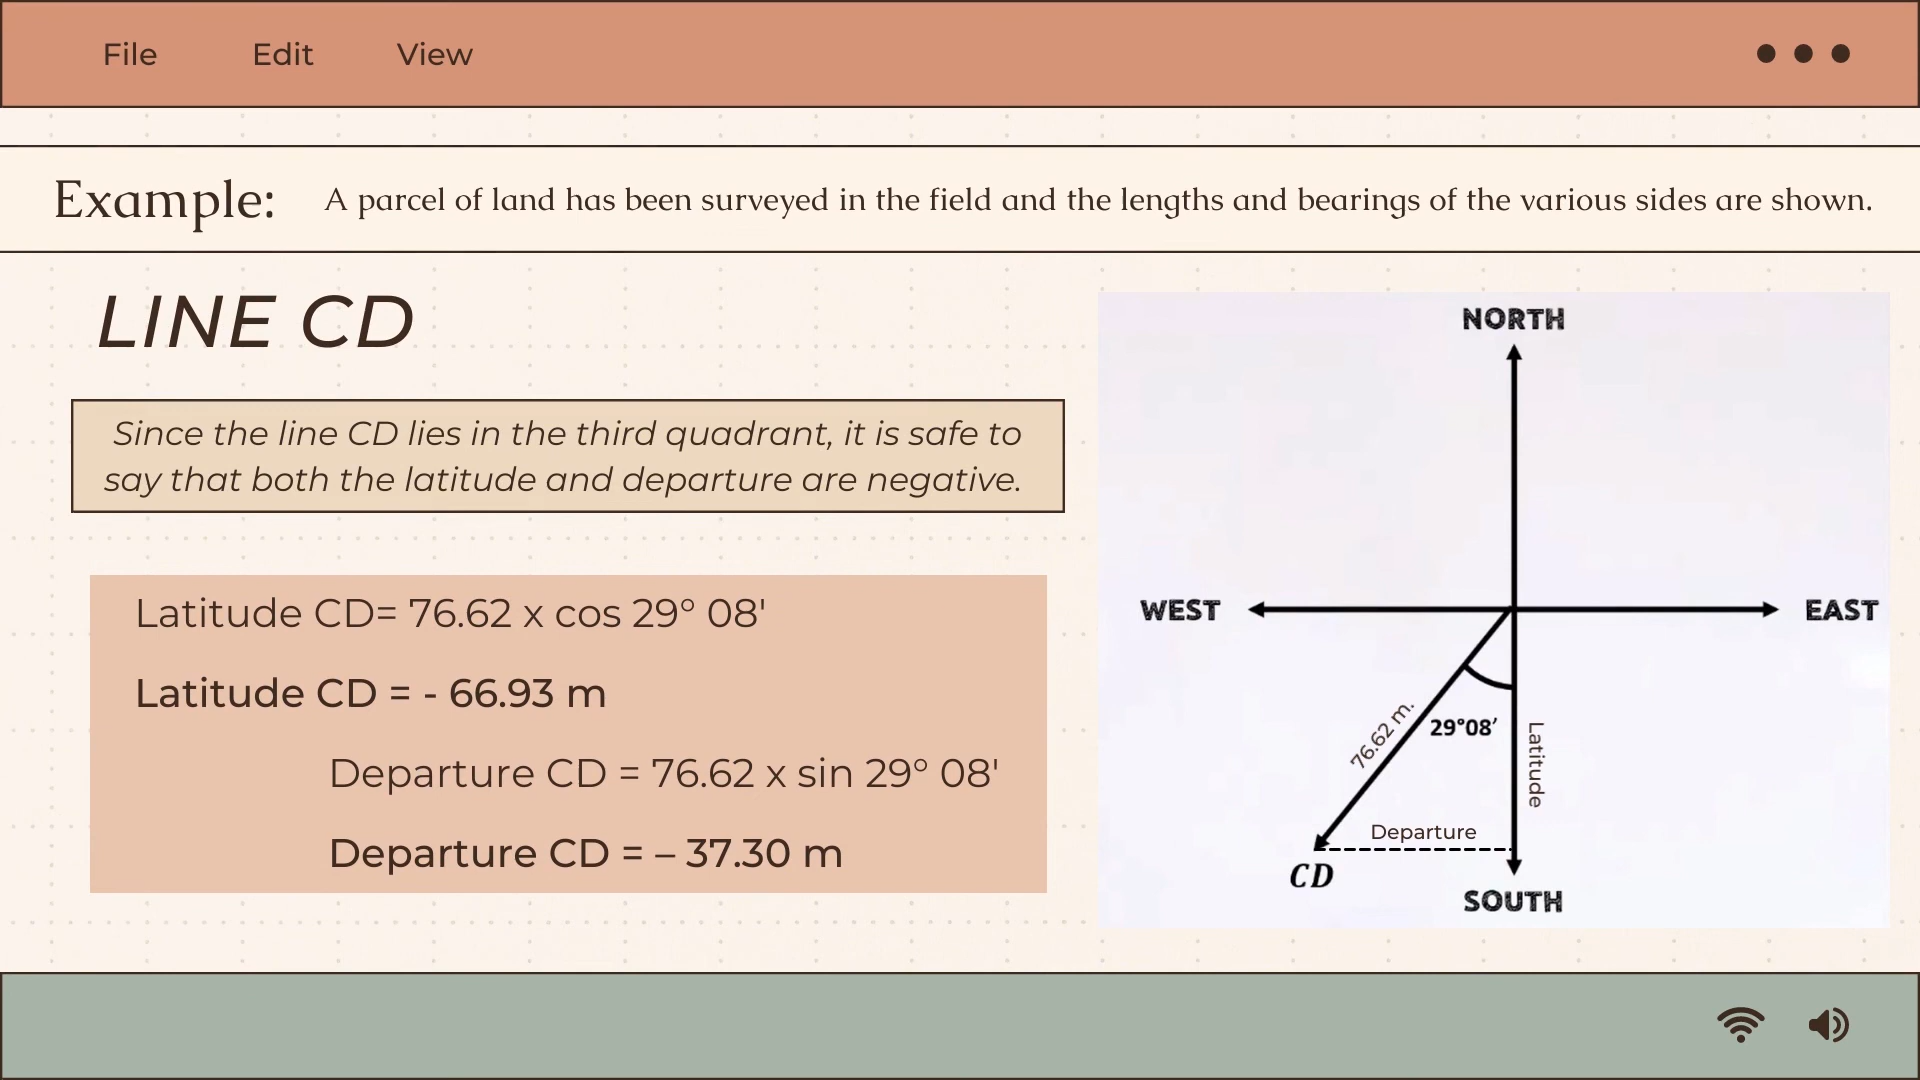 File Edit View
Example: A parcel of land has been surveyed in the field and the lengths and bearings of the various sides are shown.
LINE CD
Since the line CD lies in the third quadrant, it is safe to
say that both the latitude and departure are negative.
Latitude CD= 76.62 x cos 29° 08'
Latitude CD = - 66.93 m
Departure CD = 76.62 x sin 29° 08'
Departure CD = – 37.30 m
NORTH
WEST
EAST
76.62 m.
29°08′
Latitude
Departure
CD
SOUTH